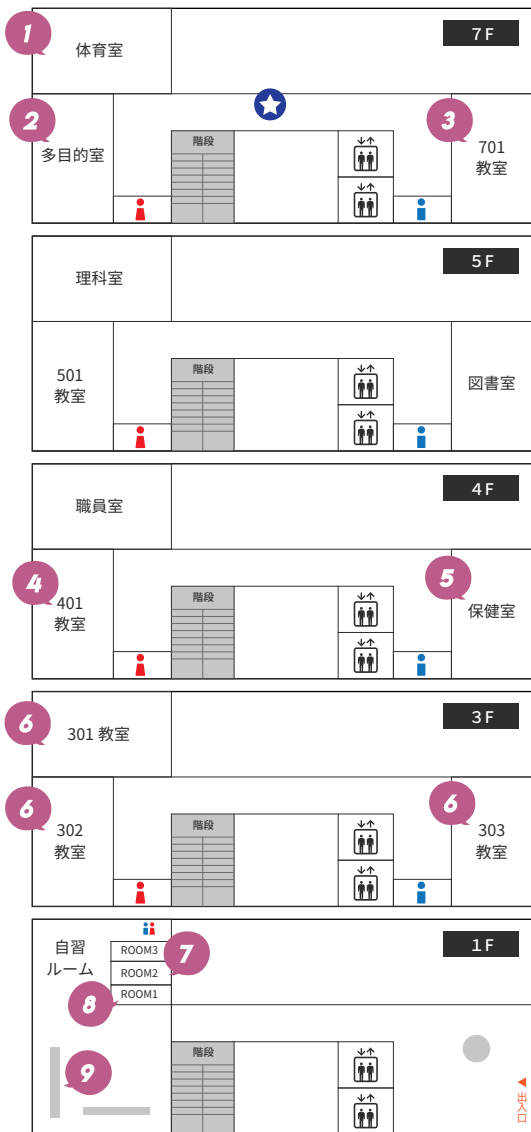 1
体育室
7F
2
多目的室
階段
3
701
教室
理科室
5F
501
教室
階段
図書室
職員室
4F
4
401
教室
階段
5
保健室
6
301 教室
3F
6
302
教室
階段
6
303
教室
自習
ルーム
ROOM3
ROOM2
ROOM1
7
8
1F
9
階段
出入口